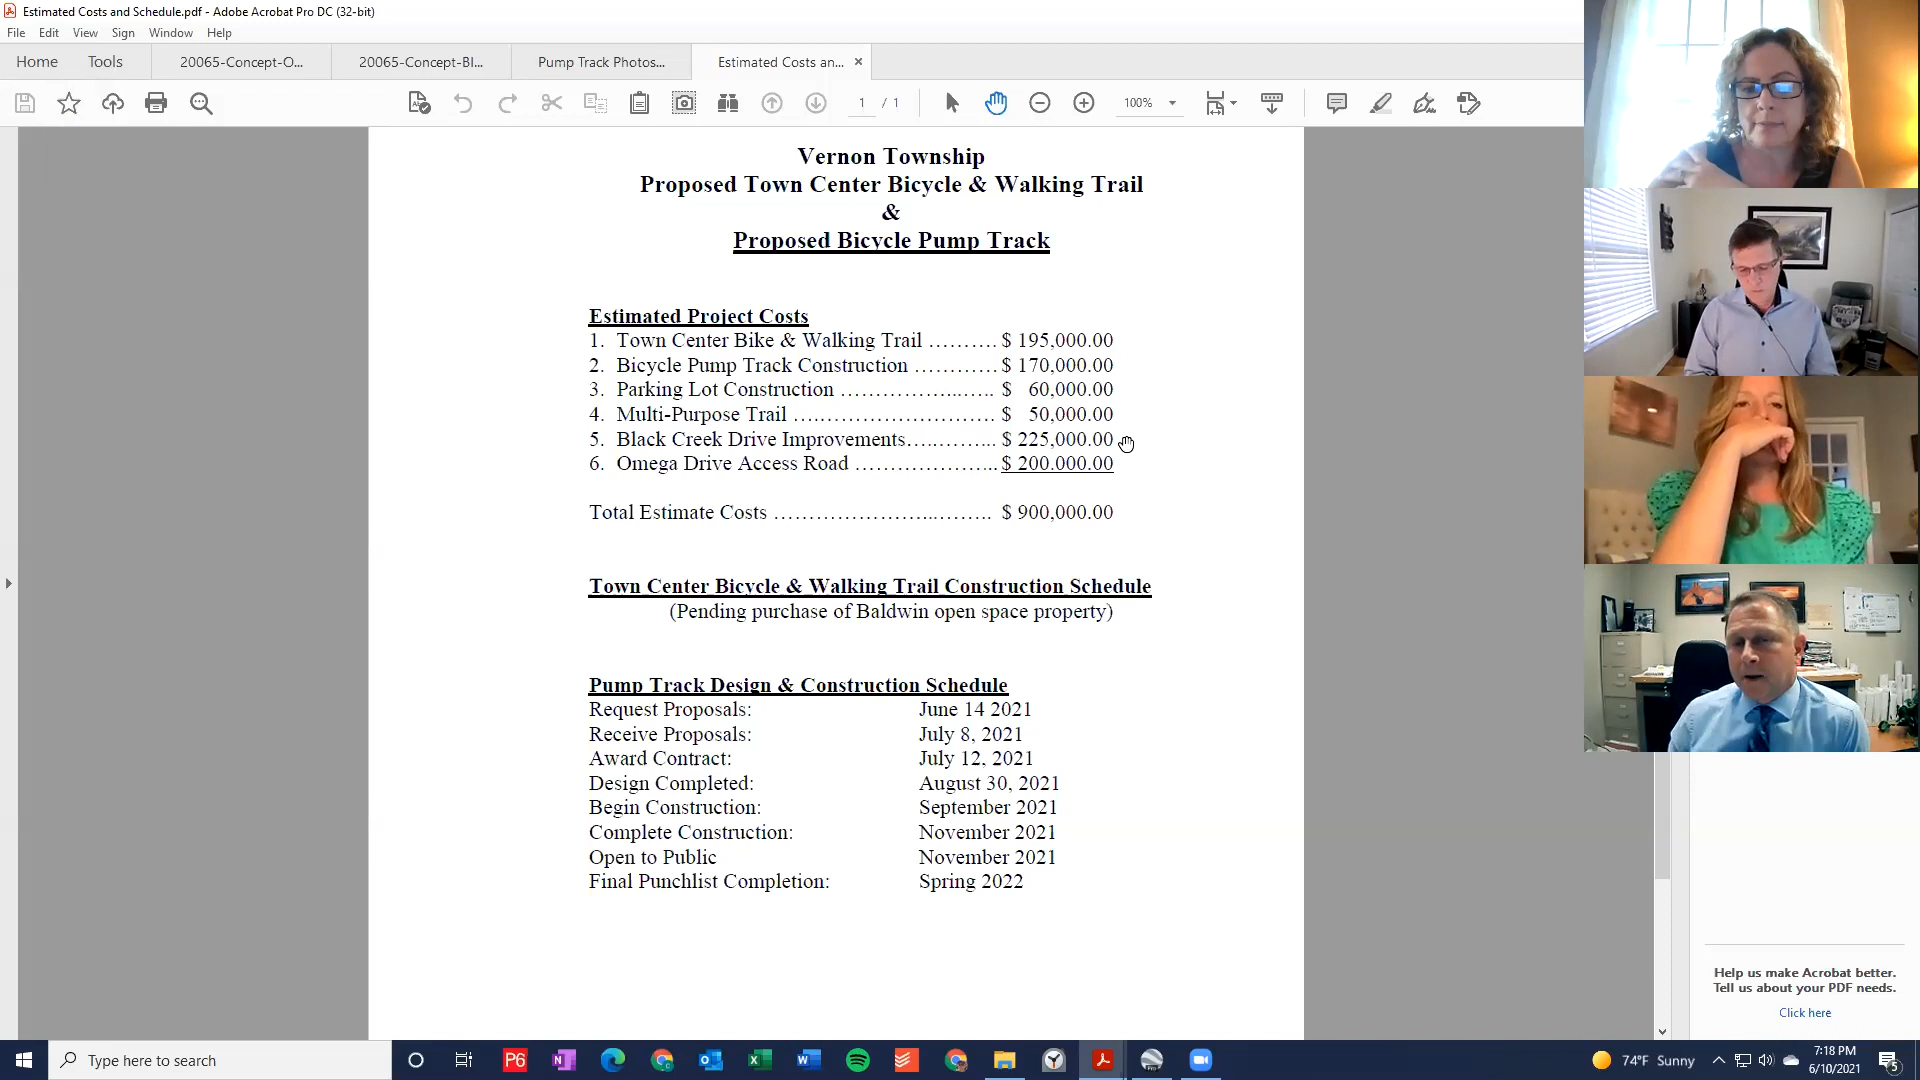 Estimated Costs and Schedule.pdf - Adobe Acrobat Pro DC (32-bit)
File Edit View Sign Window Help
Home Tools 20065-Concept-O... 20065-Concept-Bl... Pump Track Photos... Estimated Costs an... ×
1 / 1 100%
Vernon Township
Proposed Town Center Bicycle & Walking Trail
&
Proposed Bicycle Pump Track
Estimated Project Costs
1. Town Center Bike & Walking Trail ………. $ 195,000.00
2. Bicycle Pump Track Construction ………… $ 170,000.00
3. Parking Lot Construction ……………...….. $ 60,000.00
4. Multi-Purpose Trail ….……………………. $ 50,000.00
5. Black Creek Drive Improvements….……... $ 225,000.00
6. Omega Drive Access Road ……………….. $ 200.000.00
Total Estimate Costs …………………...…….. $ 900,000.00
Town Center Bicycle & Walking Trail Construction Schedule
(Pending purchase of Baldwin open space property)
Pump Track Design & Construction Schedule
Request Proposals: June 14 2021
Receive Proposals: July 8, 2021
Award Contract: July 12, 2021
Design Completed: August 30, 2021
Begin Construction: September 2021
Complete Construction: November 2021
Open to Public November 2021
Final Punchlist Completion: Spring 2022
Help us make Acrobat better.
Tell us about your PDF needs.
Click here
Type here to search
P6
74°F Sunny
7:18 PM
6/10/2021
5